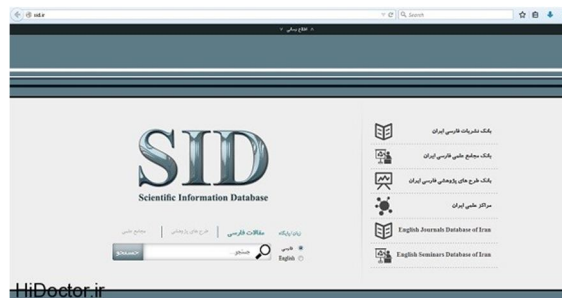 sid.ir
Search
اطلاع رسانی
SID
Scientific Information Database
زبان/پایگاه
مقالات فارسی
طرح های پژوهشی
مجامع علمی
فارسی
English
جستجو...
جستجو
بانک نشریات فارسی ایران
بانک مجامع علمی فارسی ایران
بانک طرح های پژوهشی فارسی ایران
مراکز علمی ایران
English Journals Database of Iran
English Seminars Database of Iran
HiDoctor.ir